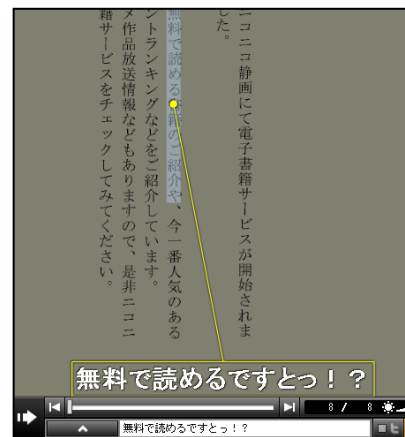 ニコニコ静画にて電子書籍サービスが開始されま
した。
無料で読める書籍のご紹介や、今一番人気のある
ントランキングなどをご紹介しています。
メ作品放送情報などもありますので、是非ニコニ
籍サービスをチェックしてみてください。
無料で読めるですとっ！？
8 / 8
無料で読めるですとっ！？